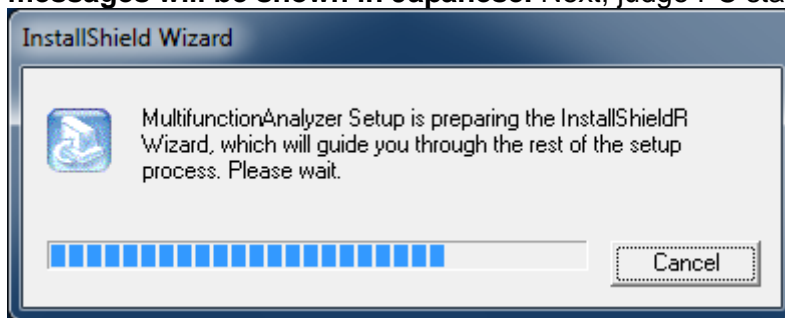 messages will be shown in Japanese. Next, judge PC sta
InstallShield Wizard
MultifunctionAnalyzer Setup is preparing the InstallShieldR
Wizard, which will guide you through the rest of the setup
process. Please wait.
Cancel